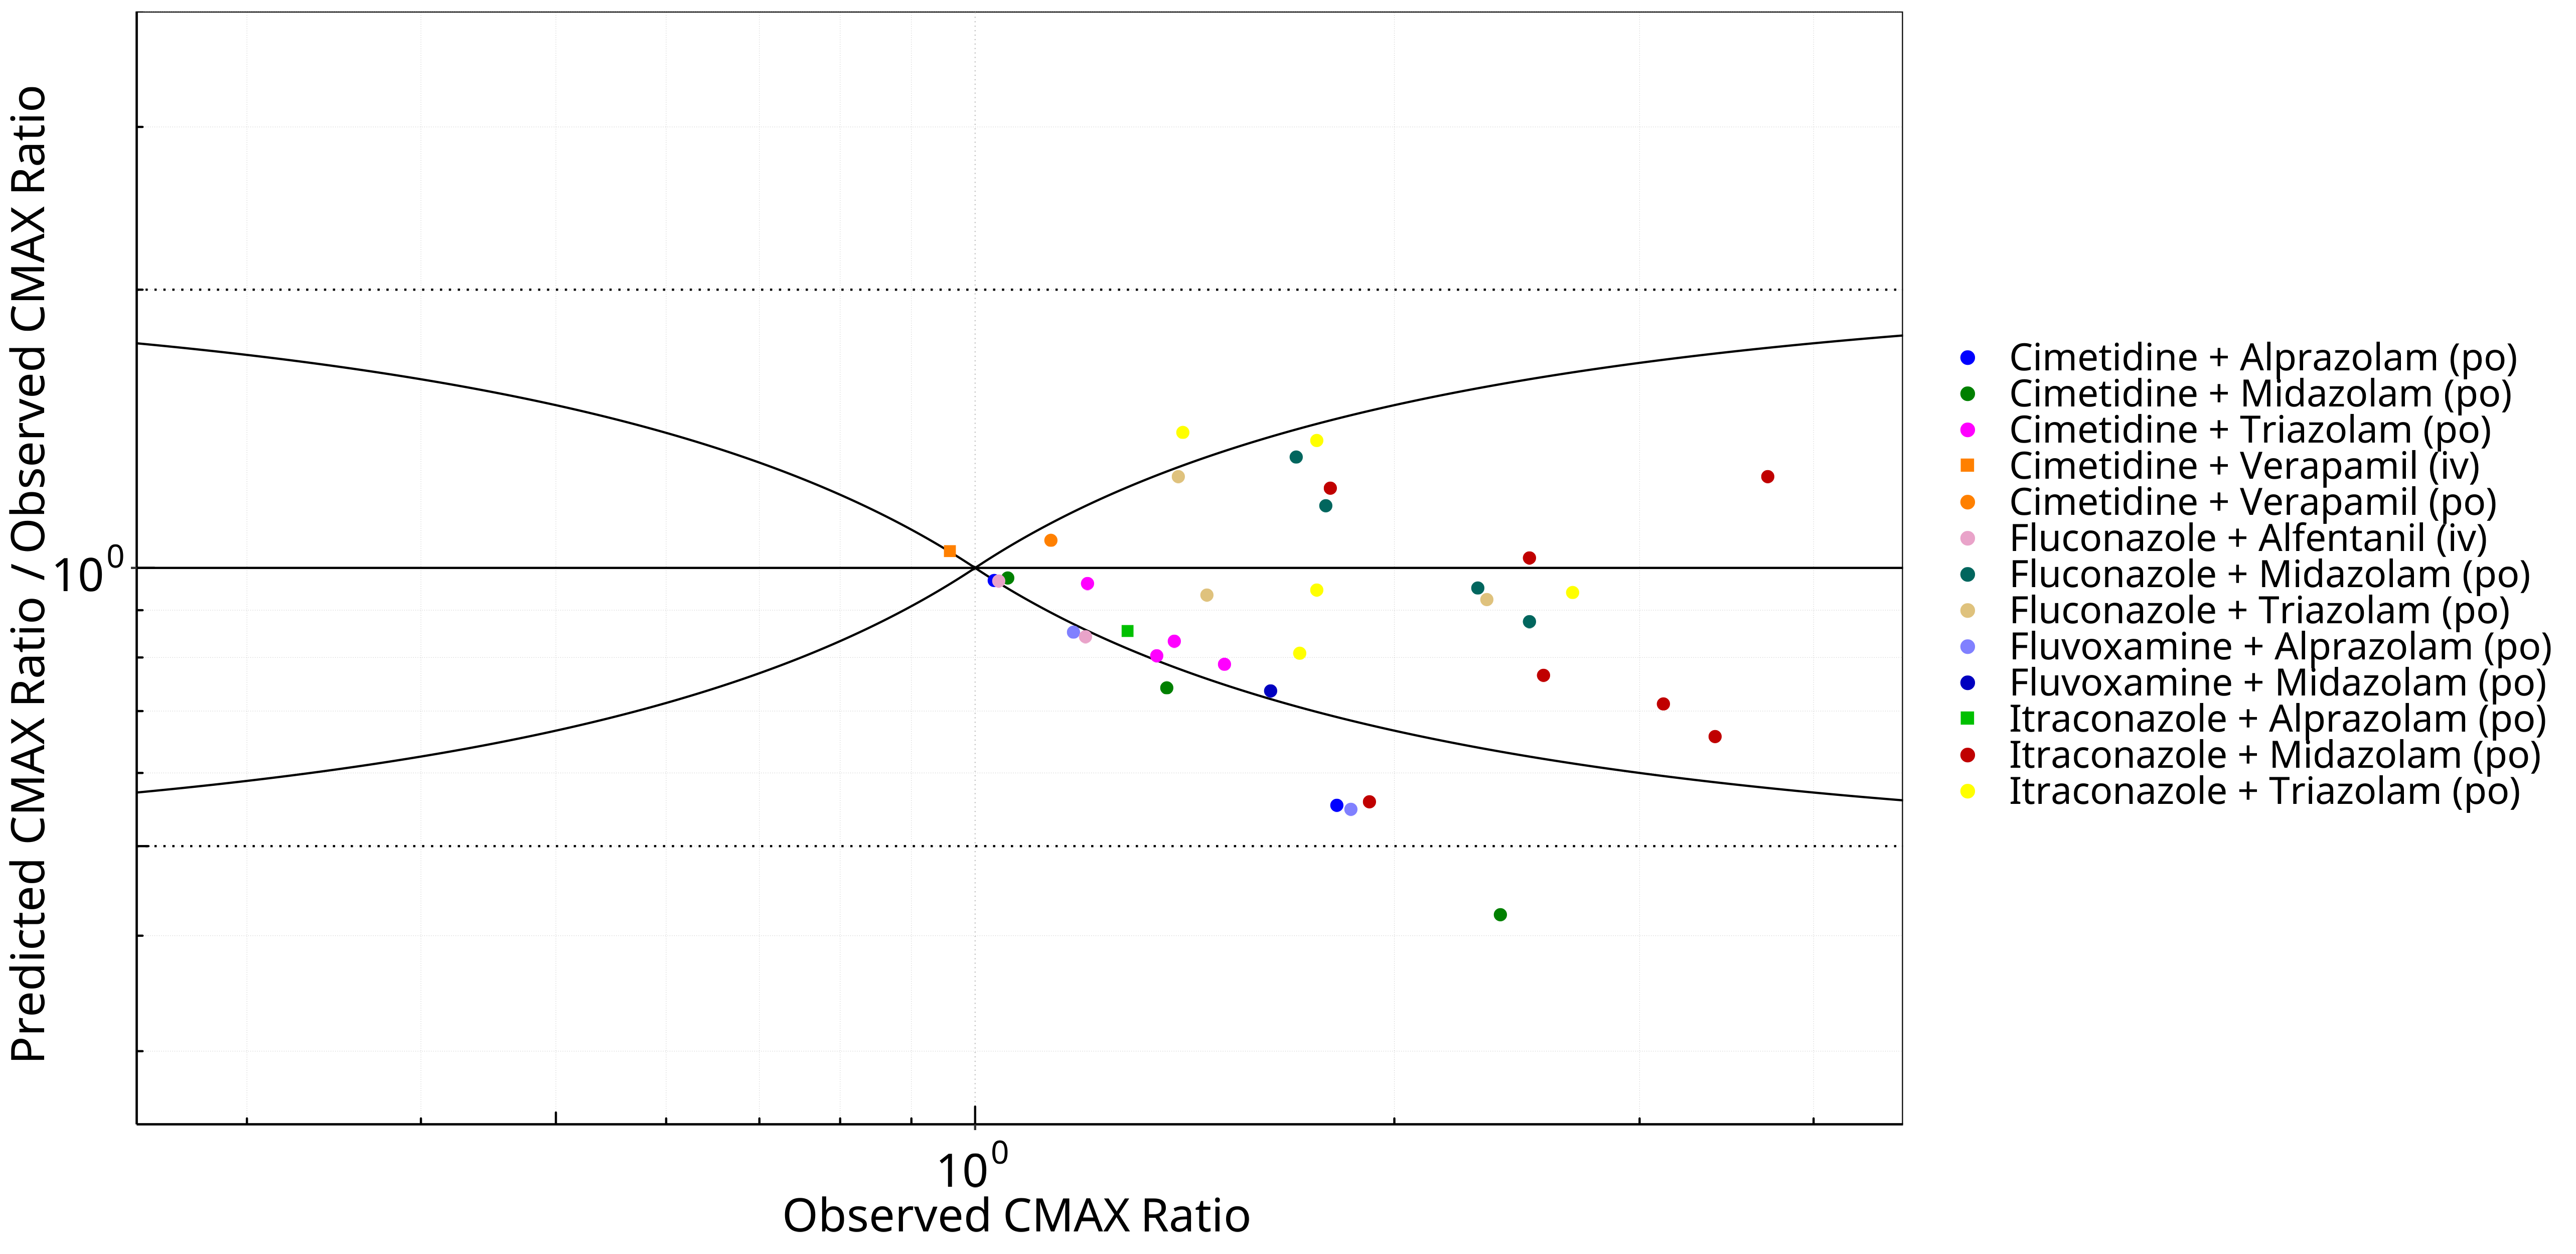 Predicted CMAX Ratio / Observed CMAX Ratio
10⁰
10⁰
Observed CMAX Ratio
Cimetidine + Alprazolam (po)
Cimetidine + Midazolam (po)
Cimetidine + Triazolam (po)
Cimetidine + Verapamil (iv)
Cimetidine + Verapamil (po)
Fluconazole + Alfentanil (iv)
Fluconazole + Midazolam (po)
Fluconazole + Triazolam (po)
Fluvoxamine + Alprazolam (po)
Fluvoxamine + Midazolam (po)
Itraconazole + Alprazolam (po)
Itraconazole + Midazolam (po)
Itraconazole + Triazolam (po)